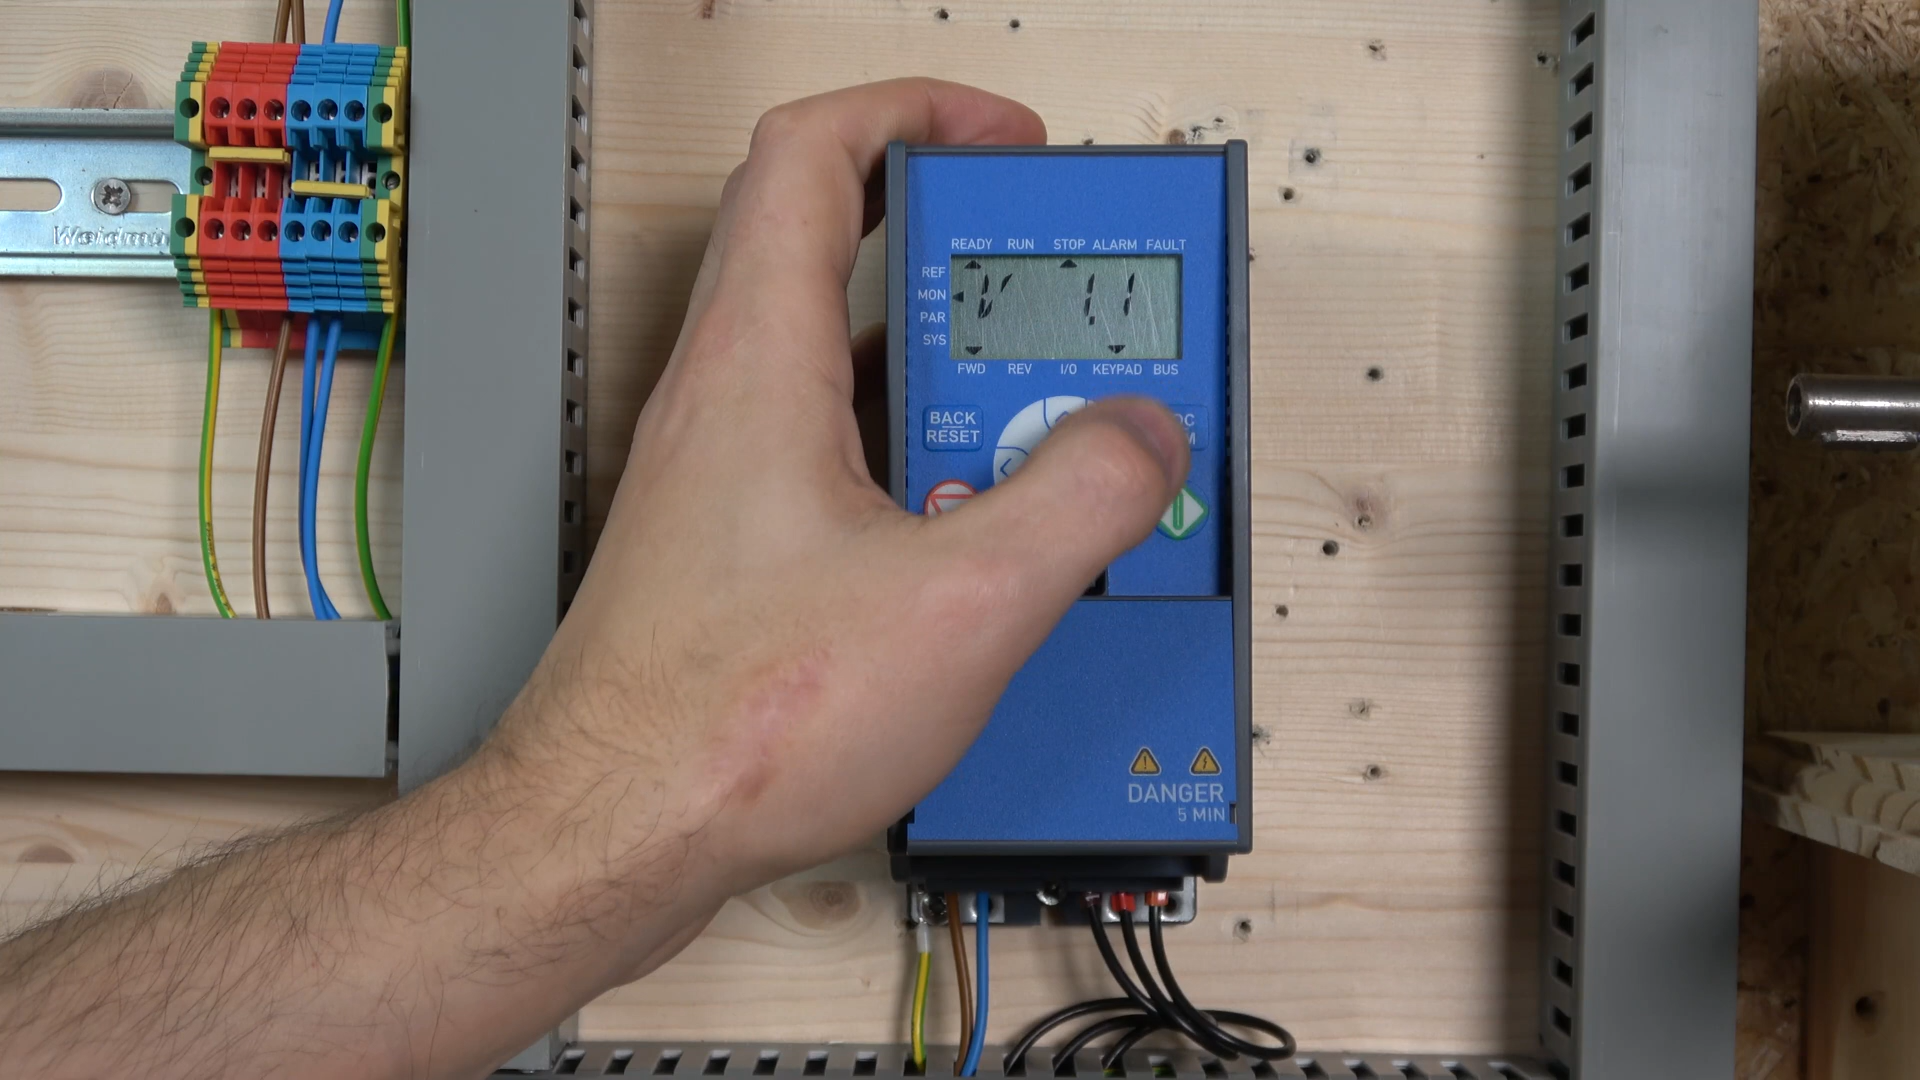 READY RUN STOP ALARM FAULT
REF
MON
PAR
SYS
V 1.1
FWD REV I/O KEYPAD BUS
BACK
RESET
DANGER
5 MIN